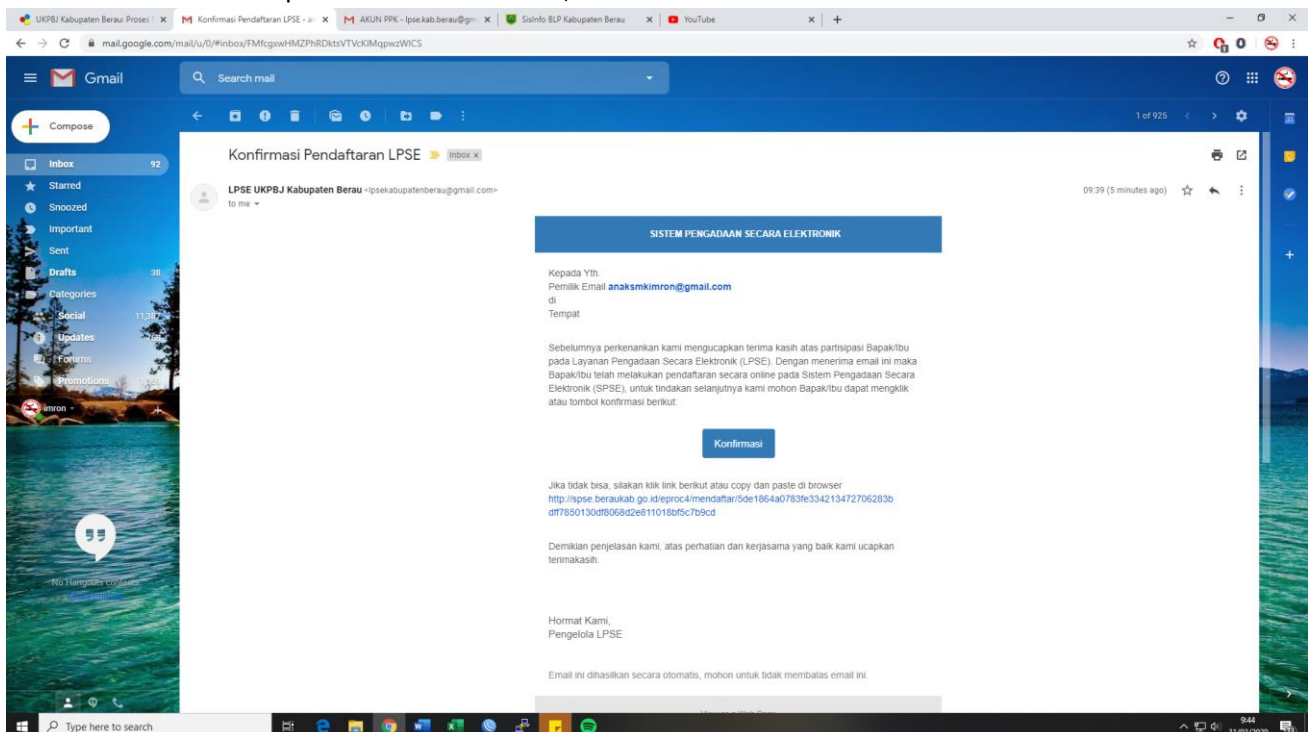 UKPBJ Kabupaten Berau: Proses
Konfirmasi Pendaftaran LPSE - a
AKUN PPK - lpse.kab.berau@gm
SisInfo BLP Kabupaten Berau
YouTube
mail.google.com/mail/u/0/#inbox/FMfcgxwHMZPhRDktsVTVcKlMqpwzWlCS
Gmail
Search mail
Compose
1 of 925
Inbox 92
Konfirmasi Pendaftaran LPSE Inbox x
Starred
LPSE UKPBJ Kabupaten Berau <lpsekabupatenberau@gmail.com>
09:39 (5 minutes ago)
to me
Snoozed
Important
Sent
Drafts 38
Categories
Social
Updates
Forums
Promotions
imron
SISTEM PENGADAAN SECARA ELEKTRONIK
Kepada Yth.
Pemilik Email anaksmkimron@gmail.com
di
Tempat
Sebelumnya perkenankan kami mengucapkan terima kasih atas partisipasi Bapak/Ibu
pada Layanan Pengadaan Secara Elektronik (LPSE). Dengan menerima email ini maka
Bapak/Ibu telah melakukan pendaftaran secara online pada Sistem Pengadaan Secara
Elektronik (SPSE), untuk tindakan selanjutnya kami mohon Bapak/Ibu dapat mengklik
atau tombol konfirmasi berikut:
Konfirmasi
Jika tidak bisa, silakan klik link berikut atau copy dan paste di browser
http://spse.beraukab.go.id/eproc4/mendaftar/5de1864a0783fe334213472706283b
dff7850130df8068d2e811018bf5c7b9cd
Demikian penjelasan kami, atas perhatian dan kerjasama yang baik kami ucapkan
terimakasih.
No Hangouts contacts
Hormat Kami,
Pengelola LPSE
Email ini dihasilkan secara otomatis, mohon untuk tidak membalas email ini.
Type here to search
9:44